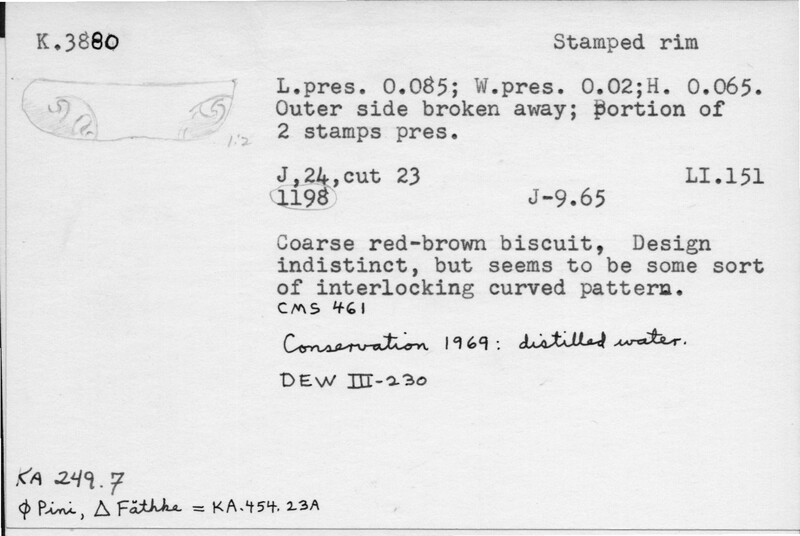 K.3880
Stamped rim
1:2
L.pres. 0.085; W.pres. 0.02;H. 0.065.
Outer side broken away; Portion of
2 stamps pres.
J,24,cut 23 LI.151
1198 J-9.65
Coarse red-brown biscuit, Design
indistinct, but seems to be some sort
of interlocking curved pattern.
CMS 461
Conservation 1969: distilled water.
DEW III-230
KA 249.7
ϕ Pini, △ Fäthke = KA.454.23A